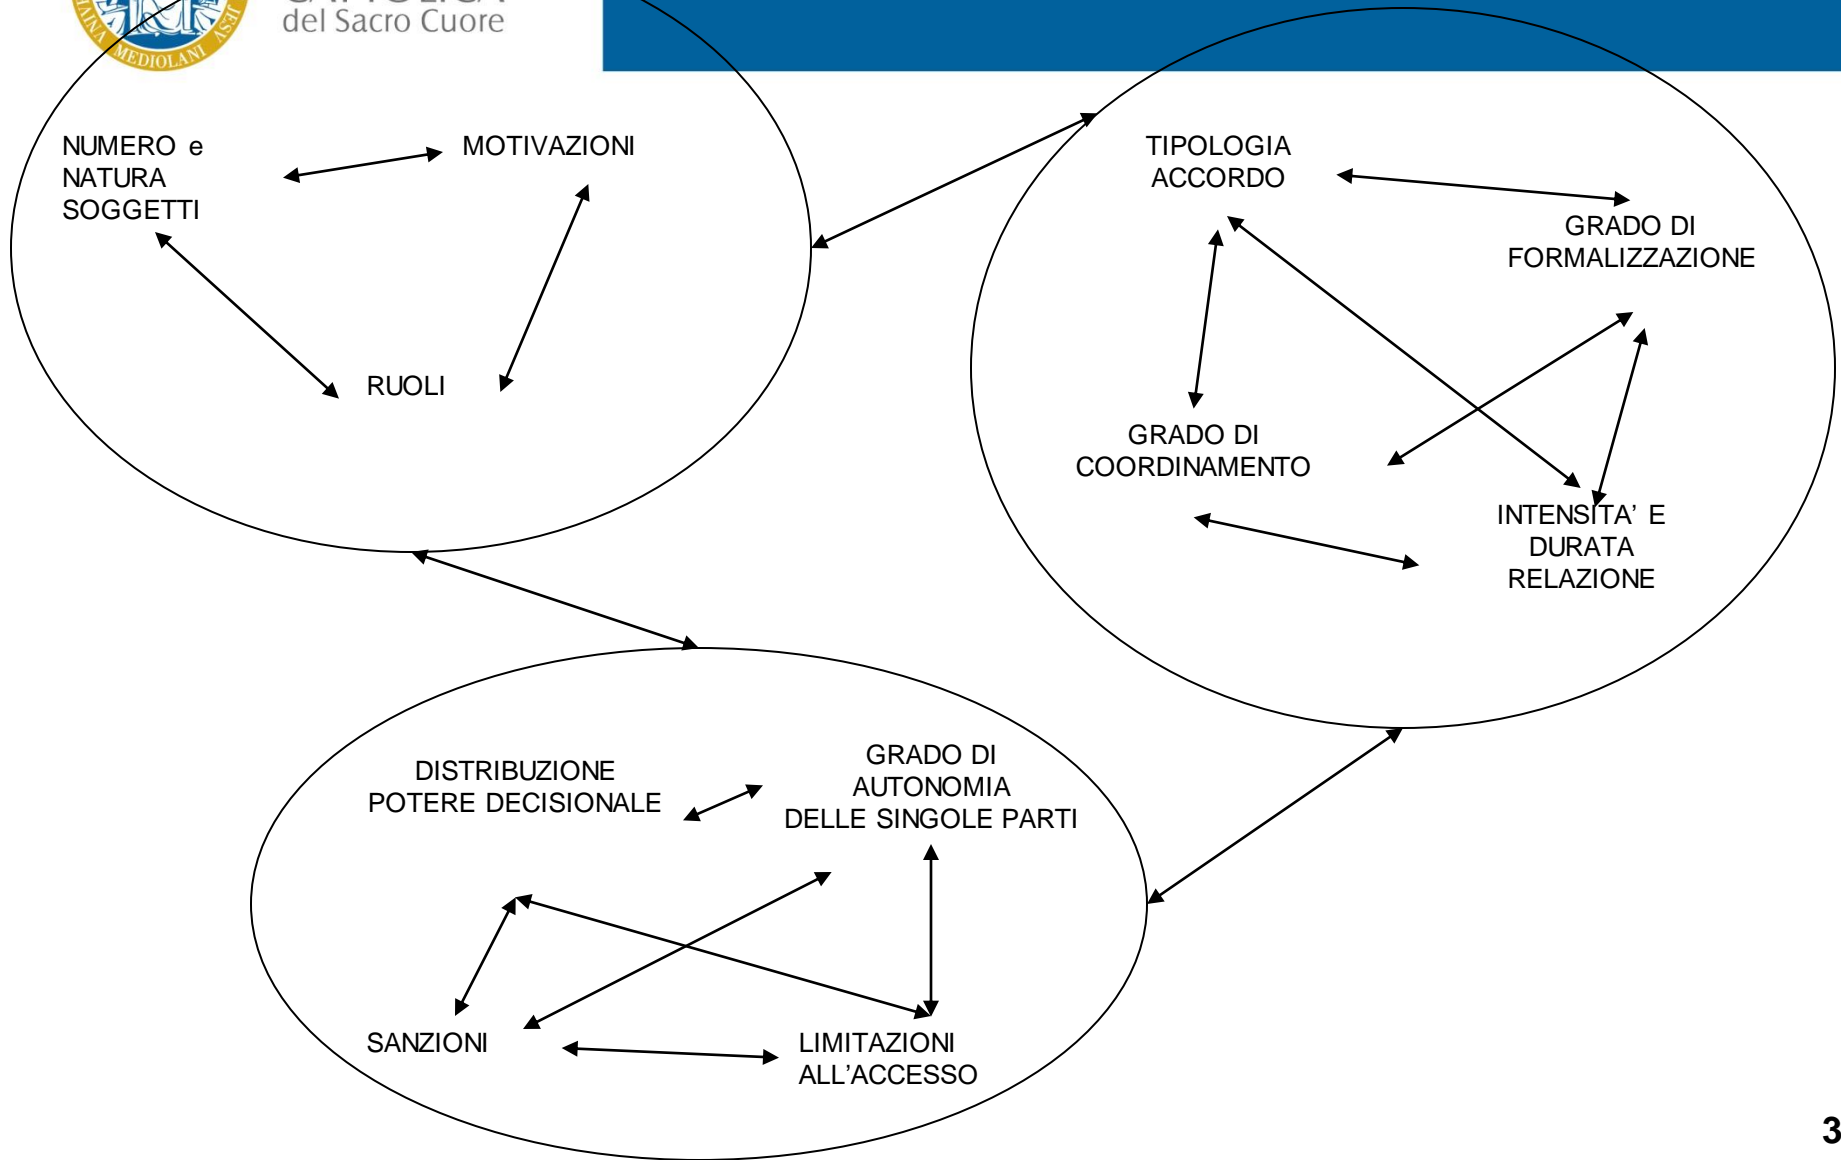 del Sacro Cuore
MEDIOLANI
NUMERO e
NATURA
SOGGETTI
MOTIVAZIONI
RUOLI
TIPOLOGIA
ACCORDO
GRADO DI
FORMALIZZAZIONE
GRADO DI
COORDINAMENTO
INTENSITA’ E
DURATA
RELAZIONE
DISTRIBUZIONE
POTERE DECISIONALE
GRADO DI
AUTONOMIA
DELLE SINGOLE PARTI
SANZIONI
LIMITAZIONI
ALL’ACCESSO
3